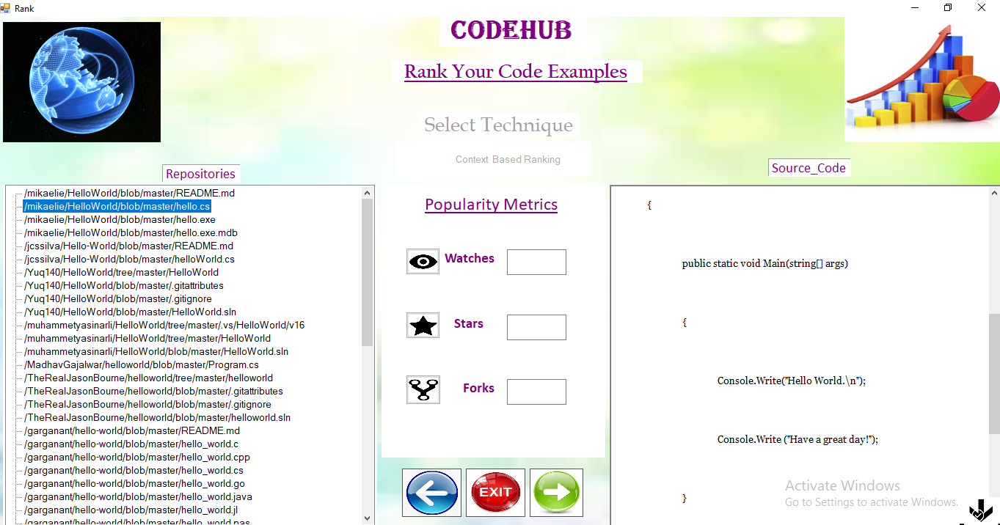 Rank
CODEHUB
Rank Your Code Examples
Select Technique
Context Based Ranking
Repositories
/mikaelie/HelloWorld/blob/master/README.md
/mikaelie/HelloWorld/blob/master/hello.cs
/mikaelie/HelloWorld/blob/master/hello.exe
/mikaelie/HelloWorld/blob/master/hello.exe.mdb
/jcssilva/Hello-World/blob/master/README.md
/jcssilva/Hello-World/blob/master/helloWorld.cs
/Yuq140/HelloWorld/tree/master/HelloWorld
/Yuq140/HelloWorld/blob/master/.gitattributes
/Yuq140/HelloWorld/blob/master/.gitignore
/Yuq140/HelloWorld/blob/master/HelloWorld.sln
/muhammetyasinarli/HelloWorld/tree/master/.vs/HelloWorld/v16
/muhammetyasinarli/HelloWorld/tree/master/HelloWorld
/muhammetyasinarli/HelloWorld/blob/master/HelloWorld.sln
/MadhavGajalwar/helloworld/blob/master/Program.cs
/TheRealJasonBourne/helloworld/tree/master/helloworld
/TheRealJasonBourne/helloworld/blob/master/.gitattributes
/TheRealJasonBourne/helloworld/blob/master/.gitignore
/TheRealJasonBourne/helloworld/blob/master/helloworld.sln
/garganant/hello-world/blob/master/README.md
/garganant/hello-world/blob/master/hello_world.c
/garganant/hello-world/blob/master/hello_world.cpp
/garganant/hello-world/blob/master/hello_world.cs
/garganant/hello-world/blob/master/hello_world.go
/garganant/hello-world/blob/master/hello_world.java
/garganant/hello-world/blob/master/hello_world.jl
/garganant/hello-world/blob/master/hello_world.pas
Popularity Metrics
Watches
Stars
Forks
EXIT
Source_Code
{
public static void Main(string[] args)
{
Console.Write("Hello World.\n");
Console.Write ("Have a great day!");
}
Activate Windows
Go to Settings to activate Windows.